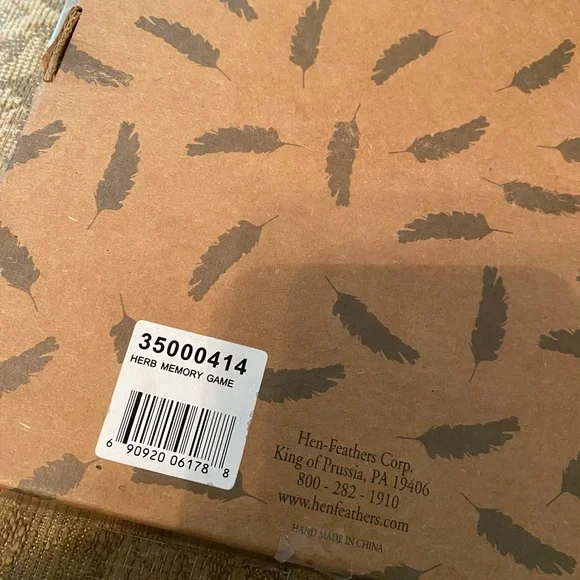 35000414
HERB MEMORY GAME
6 90920 06178 8
Hen-Feathers Corp.
King of Prussia, PA 19406
800 - 282 - 1910
www.henfeathers.com
HAND MADE IN CHINA